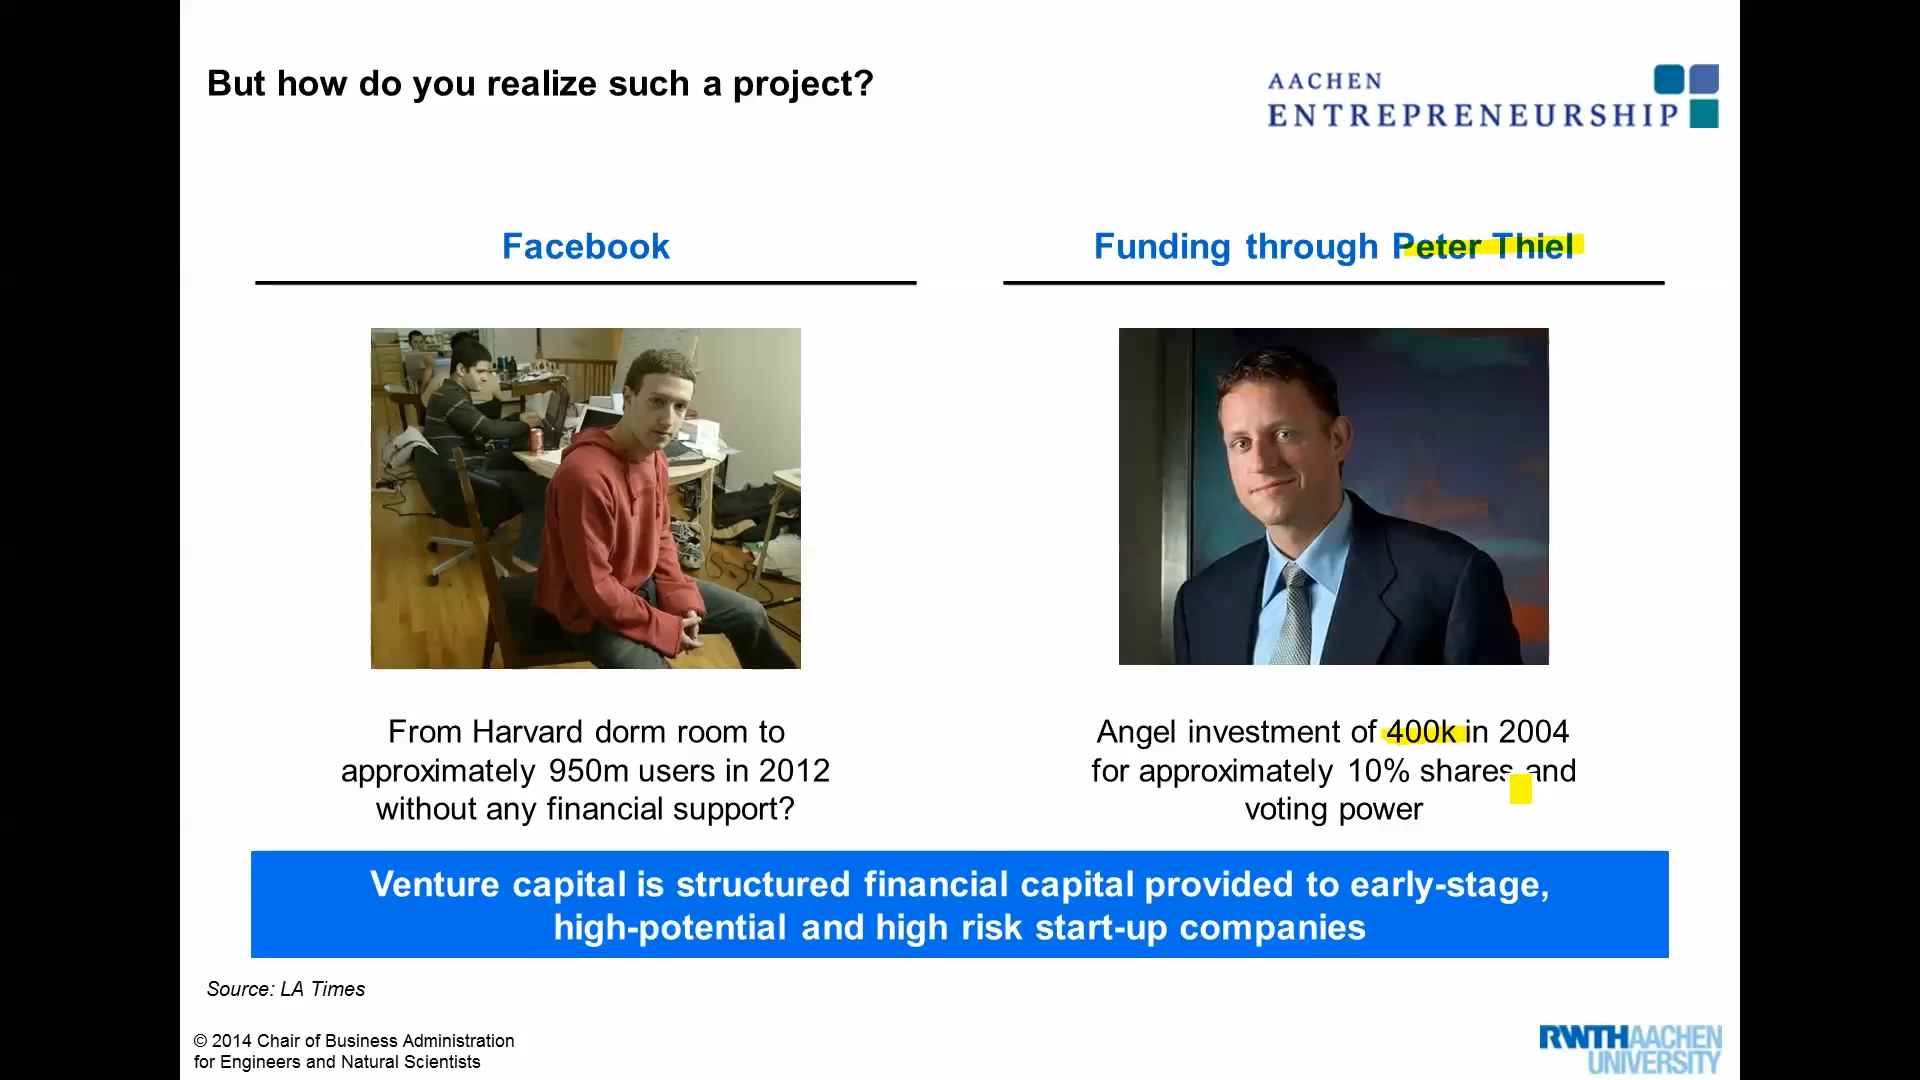 But how do you realize such a project?
AACHEN
ENTREPRENEURSHIP
Facebook
From Harvard dorm room to
approximately 950m users in 2012
without any financial support?
Funding through Peter Thiel
Angel investment of 400k in 2004
for approximately 10% shares and
voting power
Venture capital is structured financial capital provided to early-stage,
high-potential and high risk start-up companies
Source: LA Times
© 2014 Chair of Business Administration
for Engineers and Natural Scientists
RWTHAACHEN
UNIVERSITY